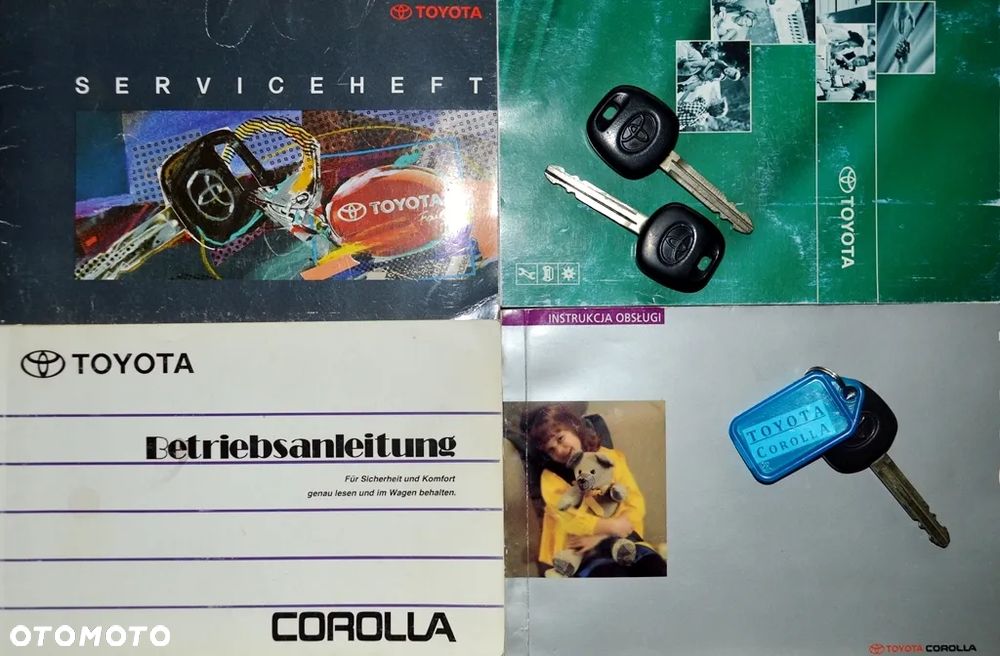 TOYOTA
SERVICEHEFT
TOYOTA
TOYOTA
TOYOTA
Betriebsanleitung
Für Sicherheit und Komfort
genau lesen und im Wagen behalten.
COROLLA
INSTRUKCJA OBSŁUGI
TOYOTA
COROLLA
TOYOTA COROLLA
OTOMOTO